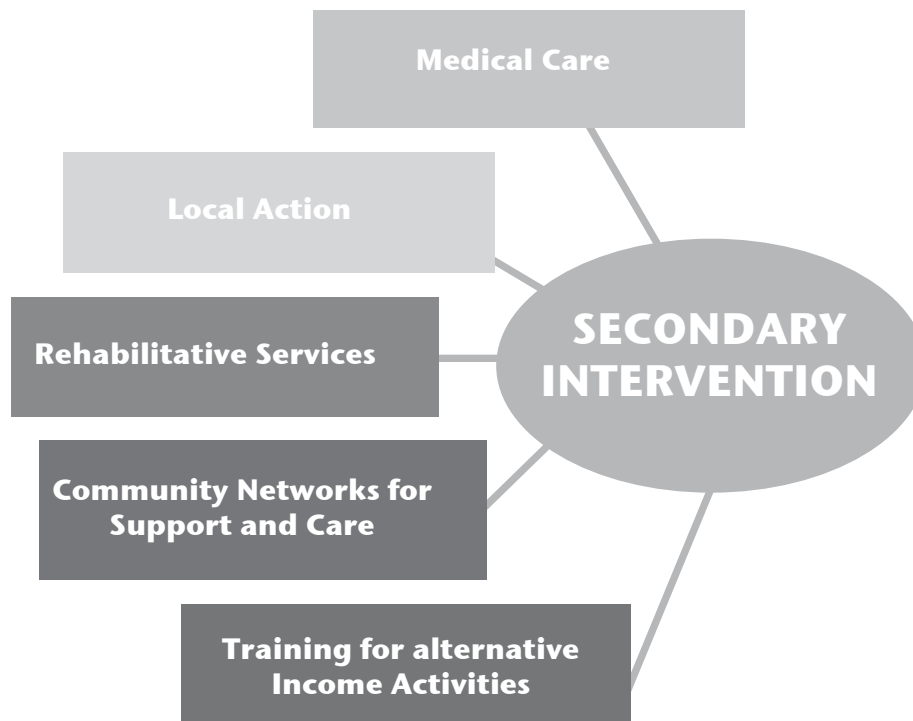 Medical Care
Local Action
SECONDARY
INTERVENTION
Rehabilitative Services
Community Networks for
Support and Care
Training for alternative
Income Activities